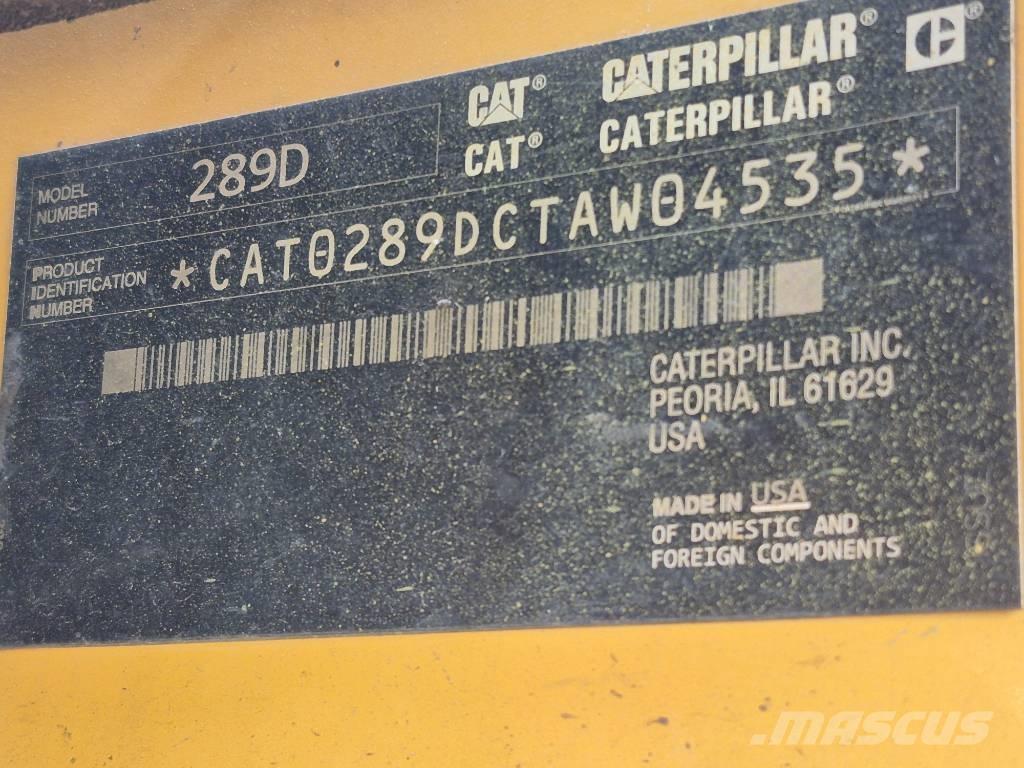 CAT® CATERPILLAR®
CAT® CATERPILLAR®
MODEL
NUMBER
289D
PRODUCT
IDENTIFICATION
NUMBER
*CAT0289DCTAW04535*
CATERPILLAR INC.
PEORIA, IL 61629
USA
MADE IN USA
OF DOMESTIC AND
FOREIGN COMPONENTS
MASCUS